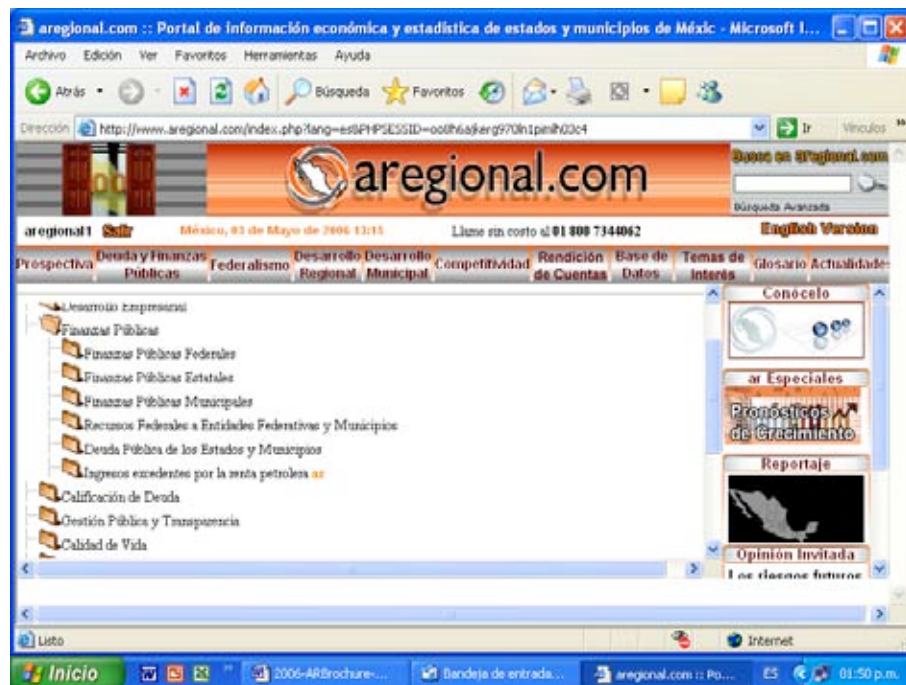 aregional.com :: Portal de información económica y estadística de estados y municipios de Méxic - Microsoft I...
Archivo Edición Ver Favoritos Herramientas Ayuda
Atrás Búsqueda Favoritos
Dirección http://www.aregional.com/index.php?lang=es&PHPSESSID= Ir Vínculos
aregional.com
Busca en aregional.com
Búsqueda Avanzada
aregional1 Salir México, 03 de Mayo de 2006 13:15 Llame sin costo al 01 800 7344062 English Version
Prospectiva Deuda y Finanzas Públicas Federalismo Desarrollo Regional Desarrollo Municipal Competitividad Rendición de Cuentas Base de Datos Temas de Interés Glosario Actualidades
Desarrollo Empresarial
Finanzas Públicas
Finanzas Públicas Federales
Finanzas Públicas Estatales
Finanzas Públicas Municipales
Recursos Federales a Entidades Federativas y Municipios
Deuda Pública de los Estados y Municipios
Ingresos excedentes por la renta petrolera ar
Calificación de Deuda
Gestión Pública y Transparencia
Calidad de Vida
Conócelo
ar Especiales
Pronósticos de Crecimiento
Reportaje
Opinión Invitada
Los riesgos futuros
Listo Internet
Inicio 2006-ARBrochure-... Bandeja de entrada... aregional.com :: Po... ES 01:50 p.m.